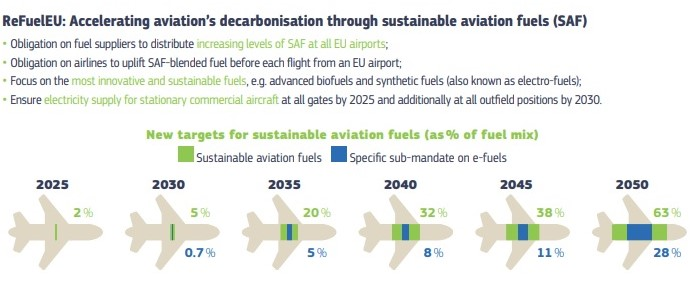 ReFuelEU: Accelerating aviation's decarbonisation through sustainable aviation fuels (SAF)
• Obligation on fuel suppliers to distribute increasing levels of SAF at all EU airports;
• Obligation on airlines to uplift SAF-blended fuel before each flight from an EU airport;
• Focus on the most innovative and sustainable fuels, e.g. advanced biofuels and synthetic fuels (also known as electro-fuels);
• Ensure electricity supply for stationary commercial aircraft at all gates by 2025 and additionally at all outfield positions by 2030.
New targets for sustainable aviation fuels (as % of fuel mix)
Sustainable aviation fuels Specific sub-mandate on e-fuels
2025 2030 2035 2040 2045 2050
2 % 5 % 20 % 32 % 38 % 63 %
0.7 % 5 % 8 % 11 % 28 %